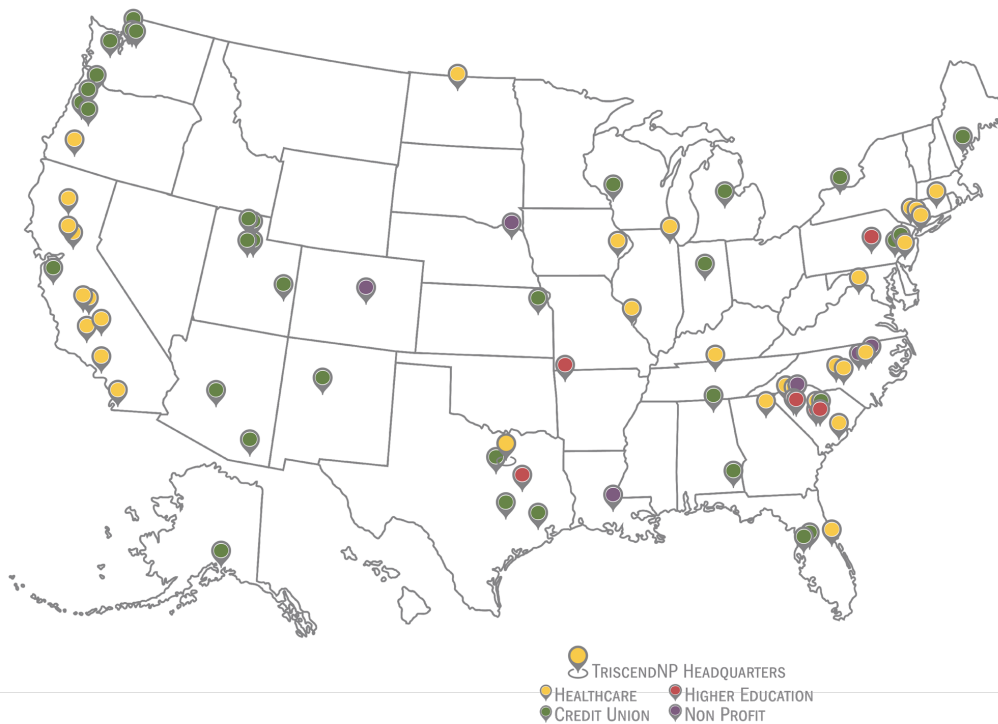 TriscendNP Headquarters
Healthcare
Higher Education
Credit Union
Non Profit